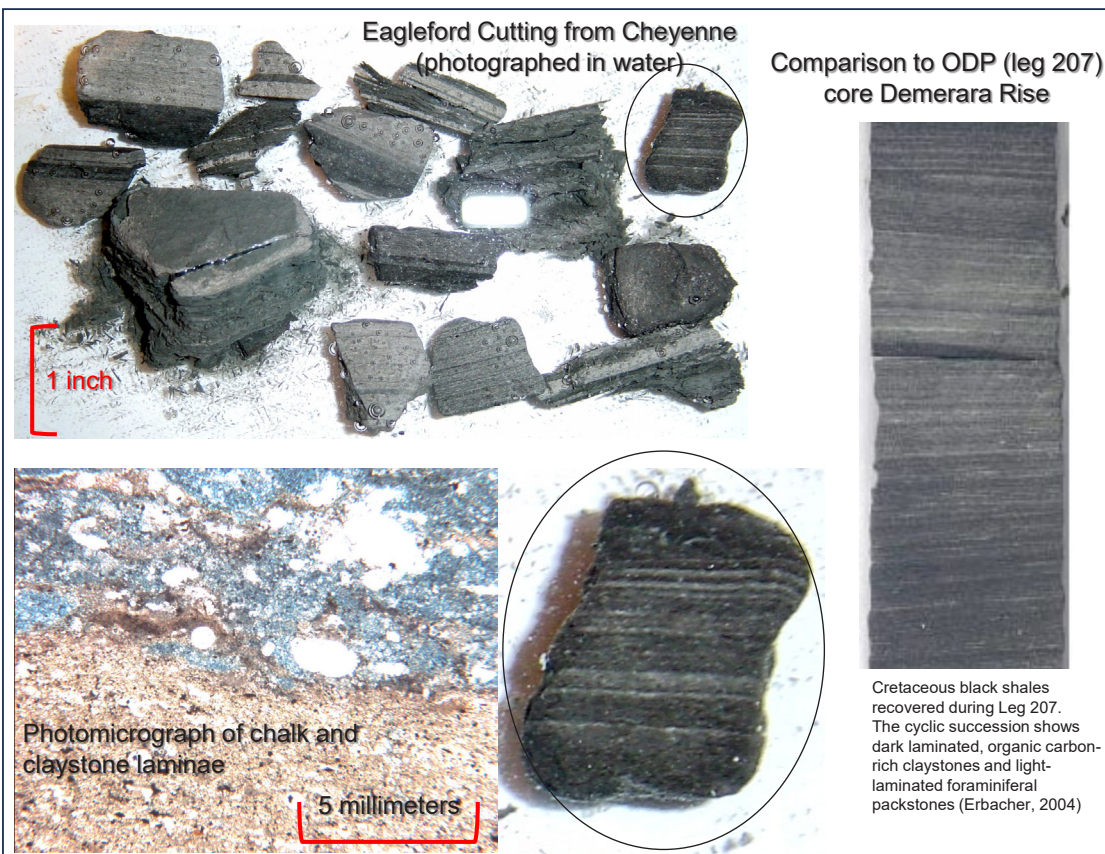 Eagleford Cutting from Cheyenne
(photographed in water)
Comparison to ODP (leg 207)
core Demerara Rise
1 inch
Photomicrograph of chalk and
claystone laminae
5 millimeters
Cretaceous black shales
recovered during Leg 207.
The cyclic succession shows
dark laminated, organic carbon-
rich claystones and light-
laminated foraminiferal
packstones (Erbacher, 2004)